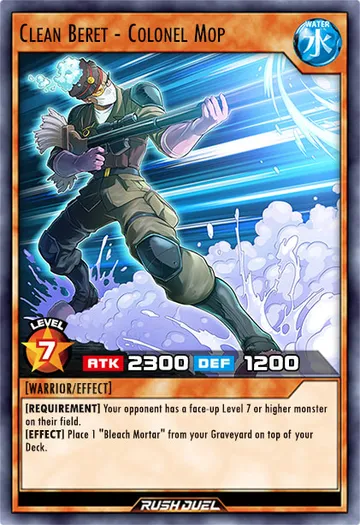 Clean Beret - Colonel Mop
WATER
水
LEVEL
7
ATK 2300 DEF 1200
[WARRIOR/EFFECT]
[REQUIREMENT] Your opponent has a face-up Level 7 or higher monster
on their field.
[EFFECT] Place 1 "Bleach Mortar" from your Graveyard on top of your
Deck.
RUSH DUEL